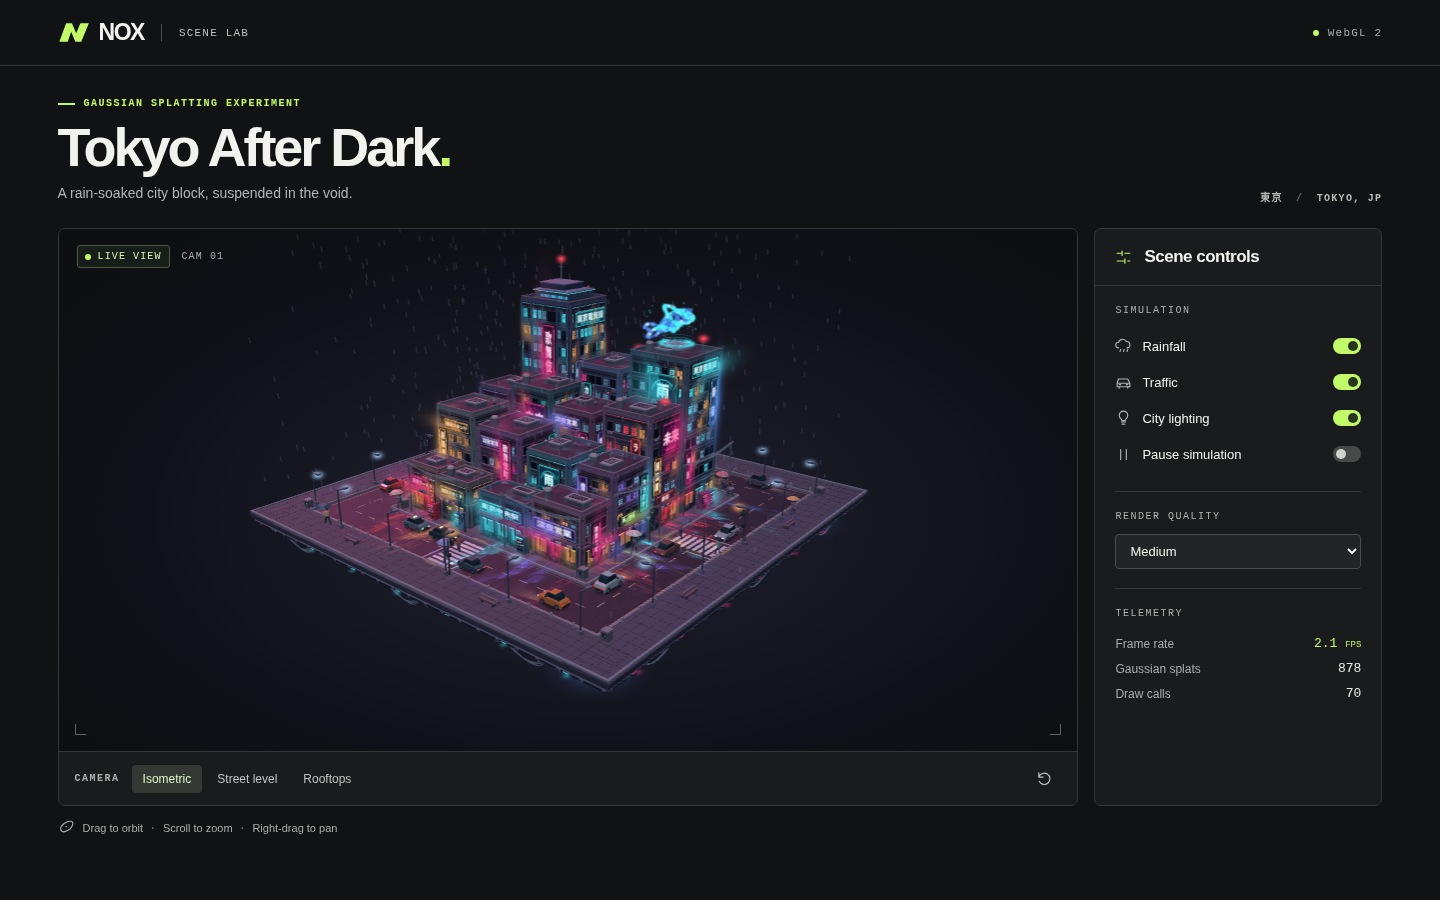 NOX
SCENE LAB
WebGL 2
GAUSSIAN SPLATTING EXPERIMENT
Tokyo After Dark.
A rain-soaked city block, suspended in the void.
東京 / TOKYO, JP
LIVE VIEW CAM 01
未来
Scene controls
SIMULATION
Rainfall
Traffic
City lighting
Pause simulation
RENDER QUALITY
Medium
TELEMETRY
Frame rate 2.1 FPS
Gaussian splats 878
Draw calls 70
CAMERA Isometric Street level Rooftops
Drag to orbit · Scroll to zoom · Right-drag to pan